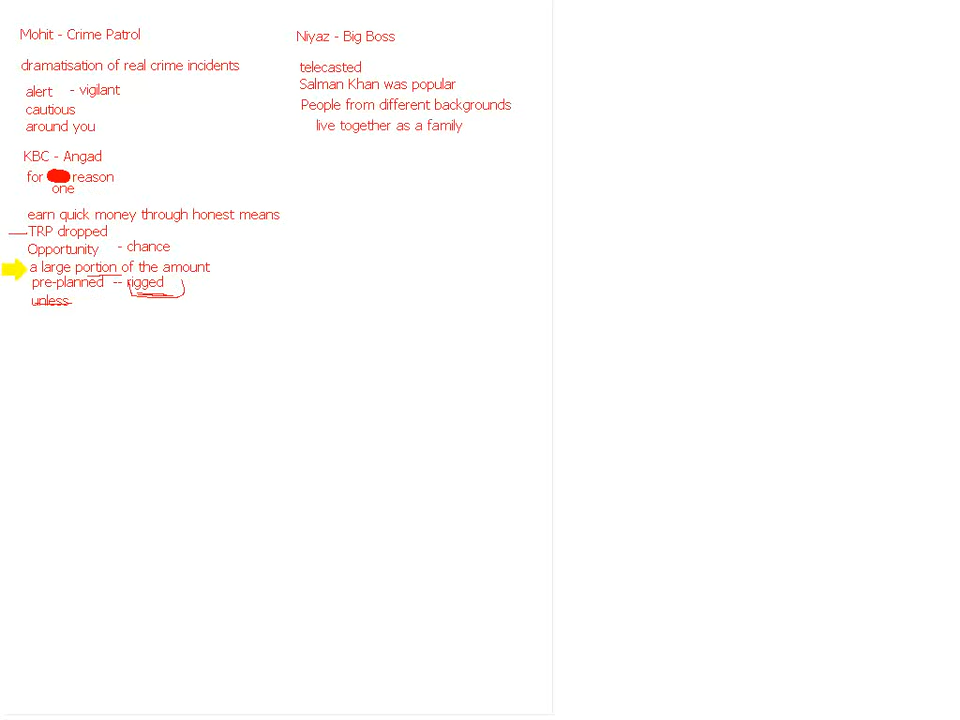 Mohit - Crime Patrol
dramatisation of real crime incidents
alert - vigilant
cautious
around you
KBC - Angad
for reason
one
earn quick money through honest means
TRP dropped
Opportunity - chance
a large portion of the amount
pre-planned -- rigged
unless
Niyaz - Big Boss
telecasted
Salman Khan was popular
People from different backgrounds
live together as a family